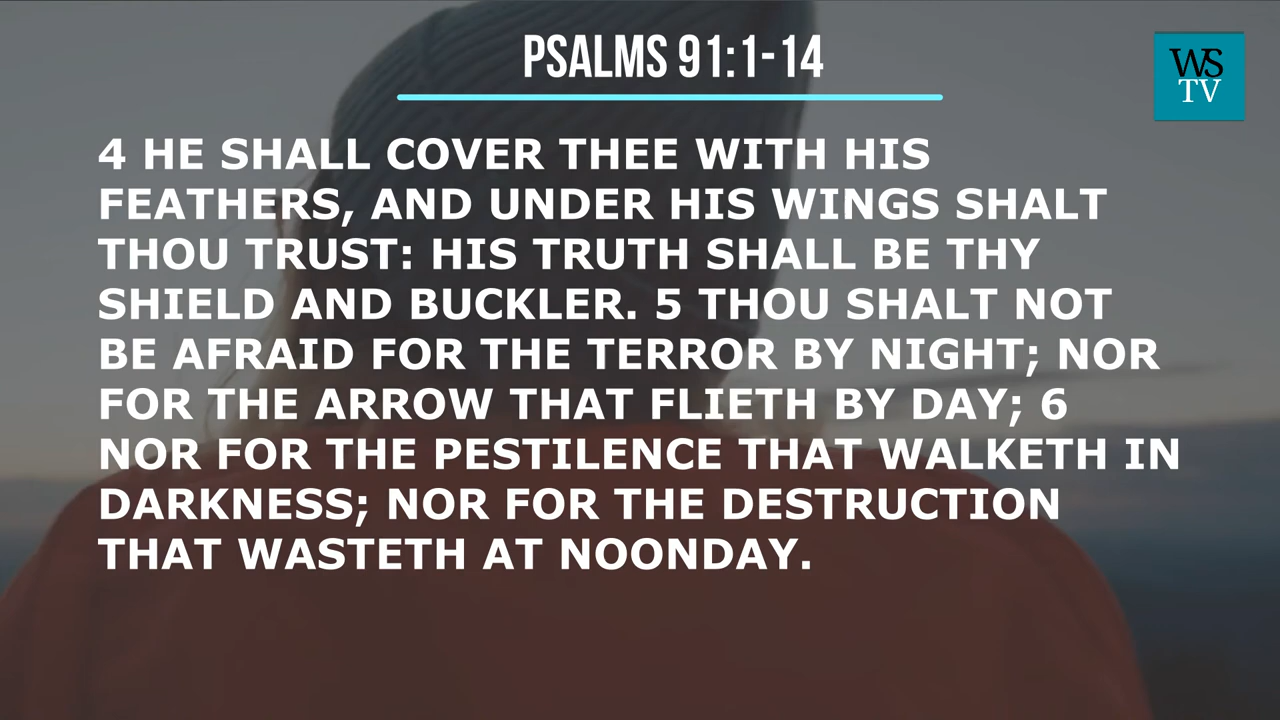 PSALMS 91:1-14
WS
TV
4 HE SHALL COVER THEE WITH HIS
FEATHERS, AND UNDER HIS WINGS SHALT
THOU TRUST: HIS TRUTH SHALL BE THY
SHIELD AND BUCKLER. 5 THOU SHALT NOT
BE AFRAID FOR THE TERROR BY NIGHT; NOR
FOR THE ARROW THAT FLIETH BY DAY; 6
NOR FOR THE PESTILENCE THAT WALKETH IN
DARKNESS; NOR FOR THE DESTRUCTION
THAT WASTETH AT NOONDAY.